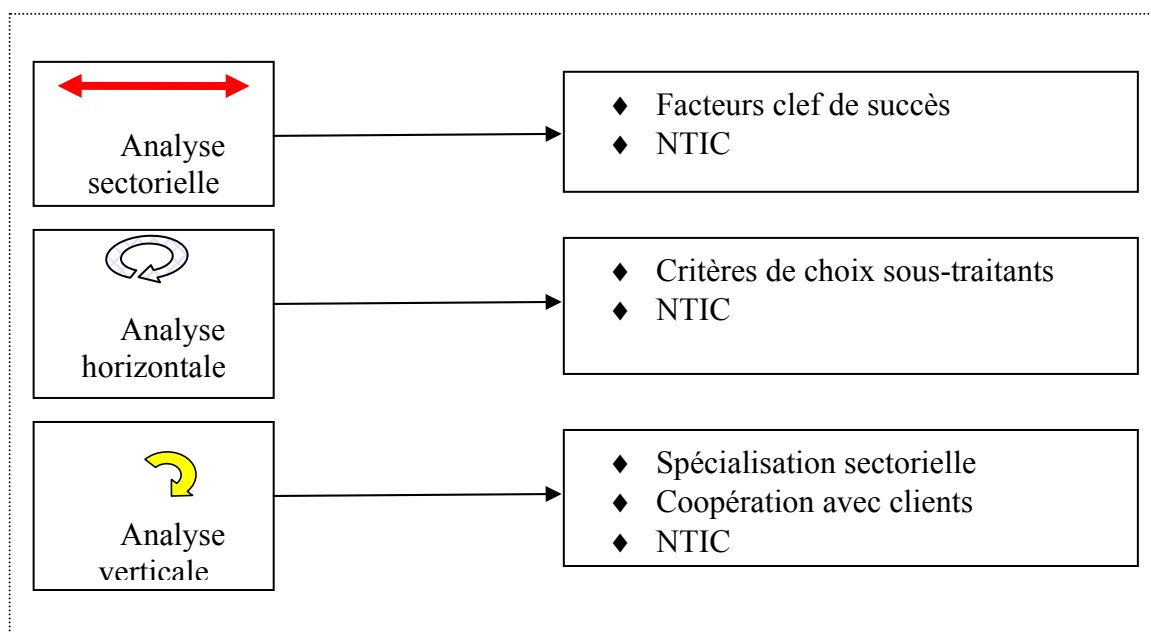 Analyse
sectorielle
♦ Facteurs clef de succès
♦ NTIC
Analyse
horizontale
♦ Critères de choix sous-traitants
♦ NTIC
Analyse
verticale
♦ Spécialisation sectorielle
♦ Coopération avec clients
♦ NTIC